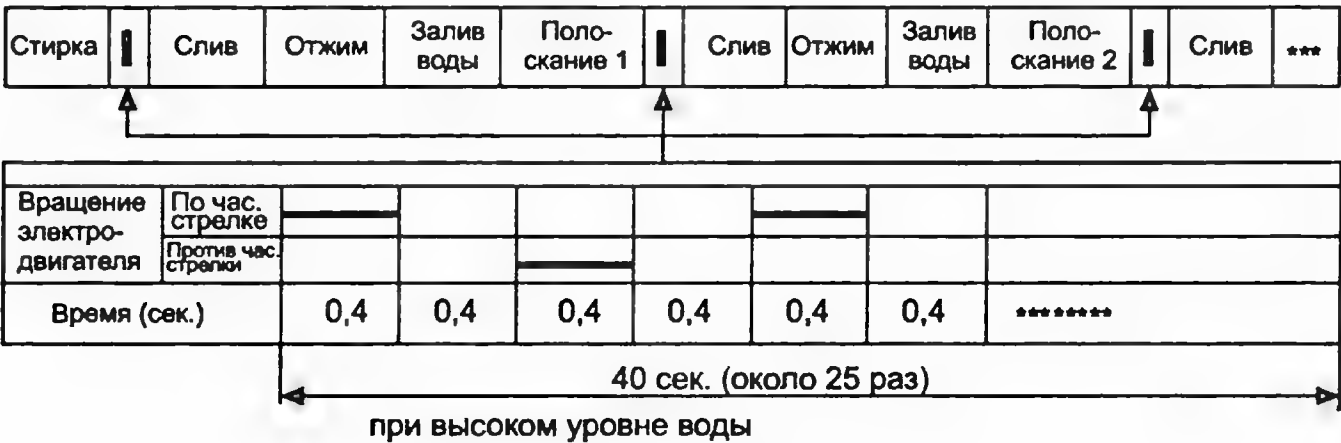 Стирка Слив Отжим Залив воды Поло-скание 1 Слив Отжим Залив воды Поло-скание 2 Слив ***
Вращение электро-двигателя
По час. стрелке
Против час. стрелки
Время (сек.) 0,4 0,4 0,4 0,4 0,4 0,4 ********
40 сек. (около 25 раз)
при высоком уровне воды